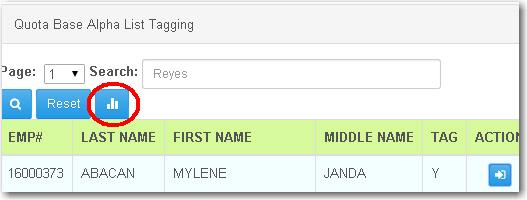 Quota Base Alpha List Tagging
Page: 1 Search: Reyes
Reset
EMP# LAST NAME FIRST NAME MIDDLE NAME TAG ACTION
16000373 ABACAN MYLENE JANDA Y